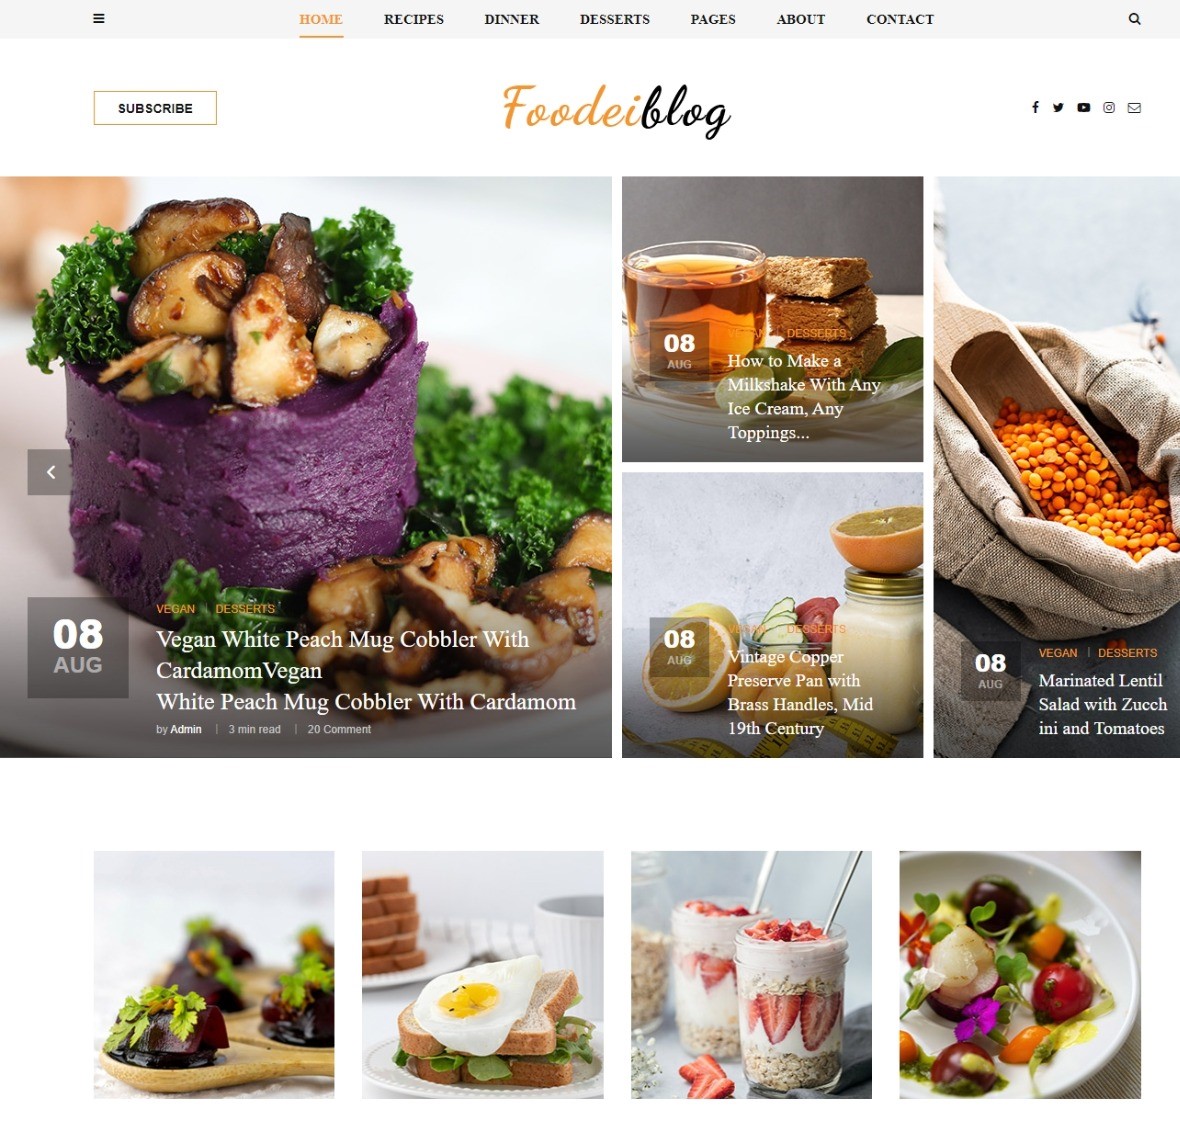 HOME RECIPES DINNER DESSERTS PAGES ABOUT CONTACT
SUBSCRIBE
Foodeiblog
08
AUG
VEGAN | DESSERTS
Vegan White Peach Mug Cobbler With
CardamomVegan
White Peach Mug Cobbler With Cardamom
by Admin | 3 min read | 20 Comment
08
AUG
VEGAN | DESSERTS
How to Make a
Milkshake With Any
Ice Cream, Any
Toppings...
08
AUG
VEGAN | DESSERTS
Vintage Copper
Preserve Pan with
Brass Handles, Mid
19th Century
08
AUG
VEGAN | DESSERTS
Marinated Lentil
Salad with Zucch
ini and Tomatoes